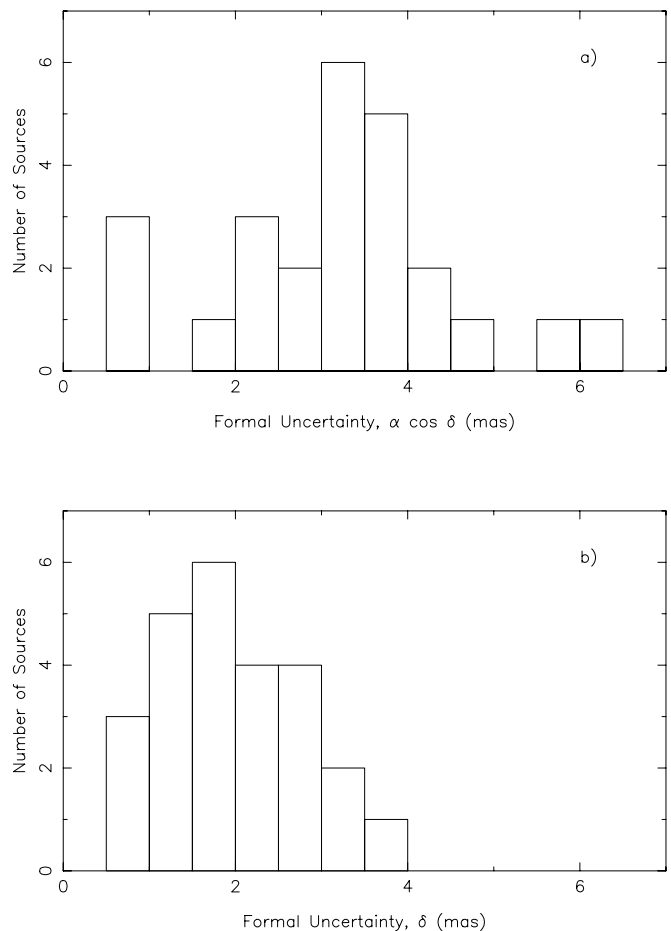 a)
Number of Sources
6
4
2
0
0 2 4 6
Formal Uncertainty, α cos δ (mas)
b)
Number of Sources
6
4
2
0
0 2 4 6
Formal Uncertainty, δ (mas)